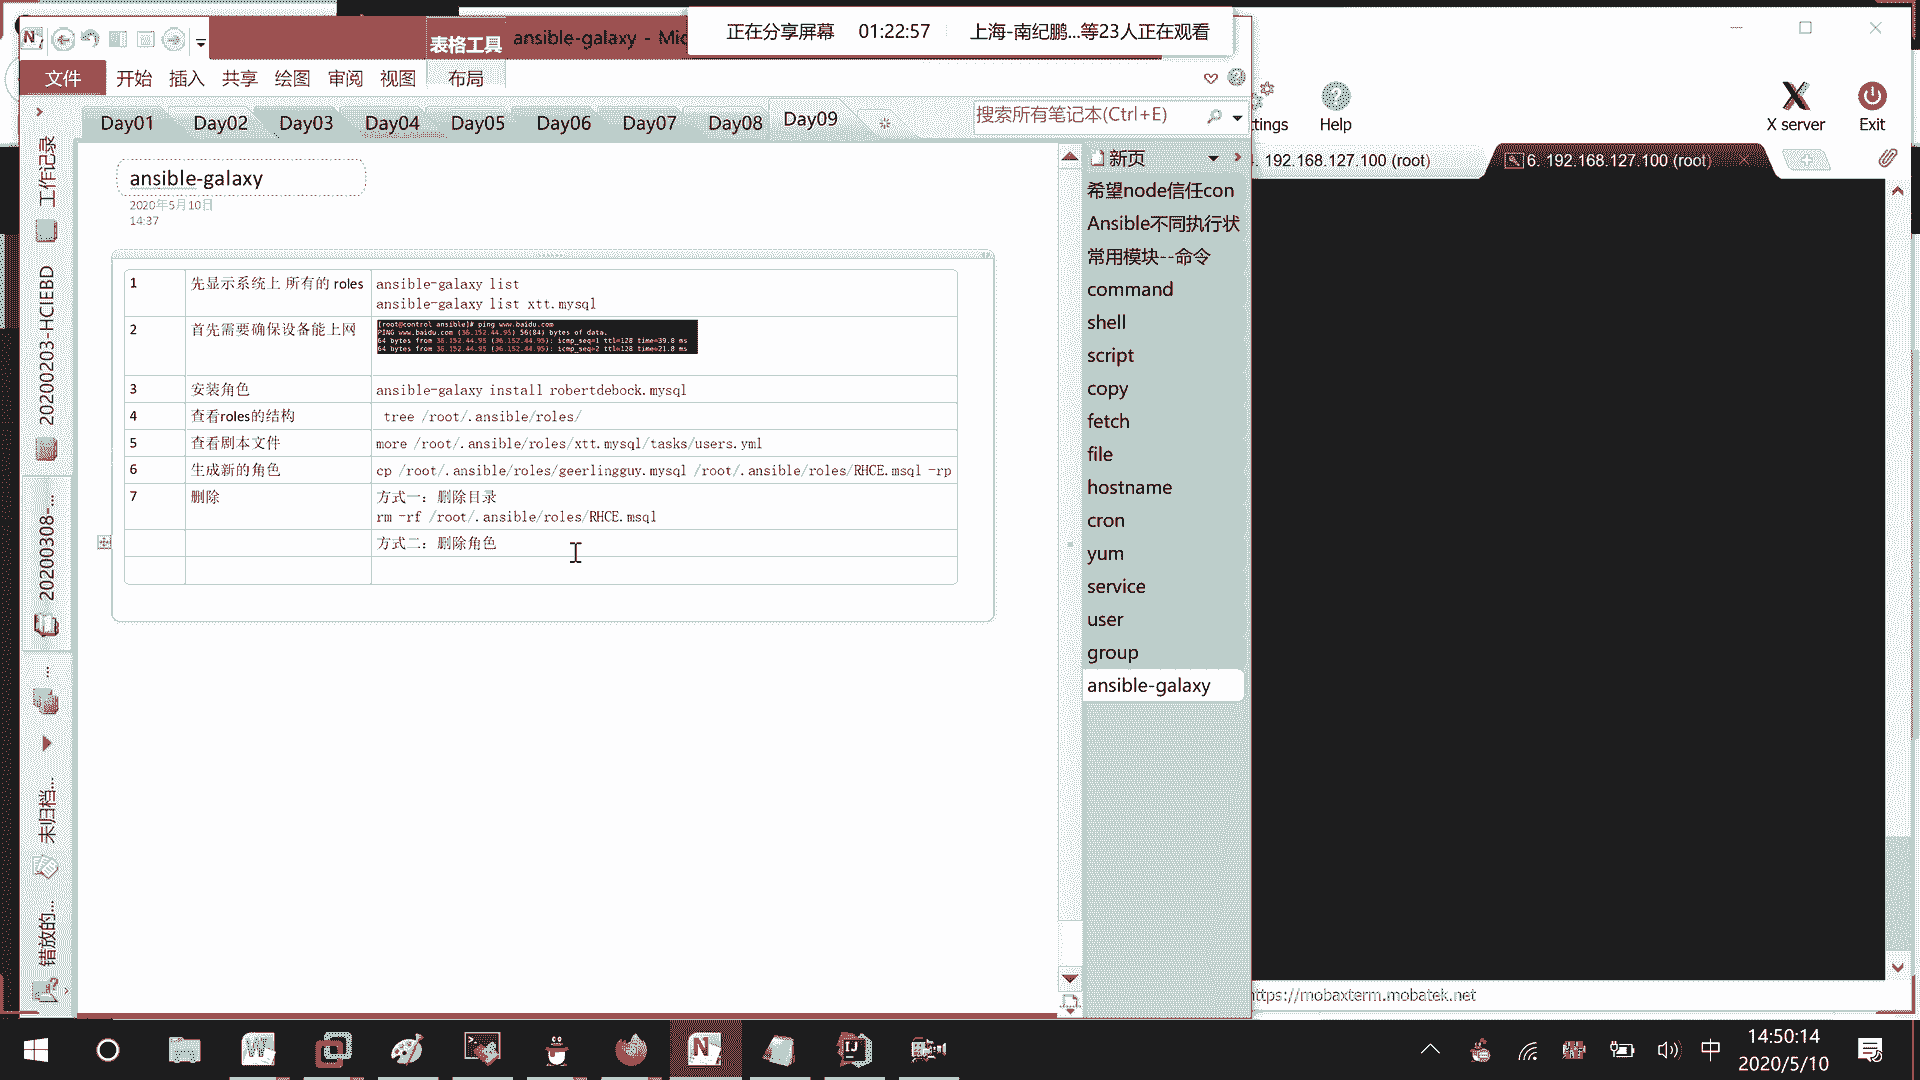 表格工具
ansible-galaxy - Mic
正在分享屏幕 01:22:57 上海-南纪鹏...等23人正在观看
文件 开始 插入 共享 绘图 审阅 视图 布局
Day01 Day02 Day03 Day04 Day05 Day06 Day07 Day08 Day09
搜索所有笔记本(Ctrl+E)
tings Help X server Exit
. 192.168.127.100 (root)
6. 192.168.127.100 (root)
工作记录
20200203-HCIEBD
20200308-...
...
未归档...
错放的...
ansible-galaxy
2020年5月10日
14:37
1 先显示系统上 所有的 roles ansible-galaxy list
ansible-galaxy list xtt.mysql
2 首先需要确保设备能上网
[root@control ansible]# ping www.baidu.com
PING www.baidu.com (36.152.44.95) 56(84) bytes of data.
64 bytes from 36.152.44.95 (36.152.44.95): icmp_seq=1 ttl=128 time=39.8 ms
64 bytes from 36.152.44.95 (36.152.44.95): icmp_seq=2 ttl=128 time=21.8 ms
3 安装角色 ansible-galaxy install robertdebock.mysql
4 查看roles的结构 tree /root/.ansible/roles/
5 查看剧本文件 more /root/.ansible/roles/xtt.mysql/tasks/users.yml
6 生成新的角色 cp /root/.ansible/roles/geerlingguy.mysql /root/.ansible/roles/RHCE.msql -rp
7 删除 方式一：删除目录
rm -rf /root/.ansible/roles/RHCE.msql
方式二：删除角色
新页
希望node信任con
Ansible不同执行状
常用模块--命令
command
shell
script
copy
fetch
file
hostname
cron
yum
service
user
group
ansible-galaxy
ttps://mobaxterm.mobatek.net
中
14:50:14
2020/5/10